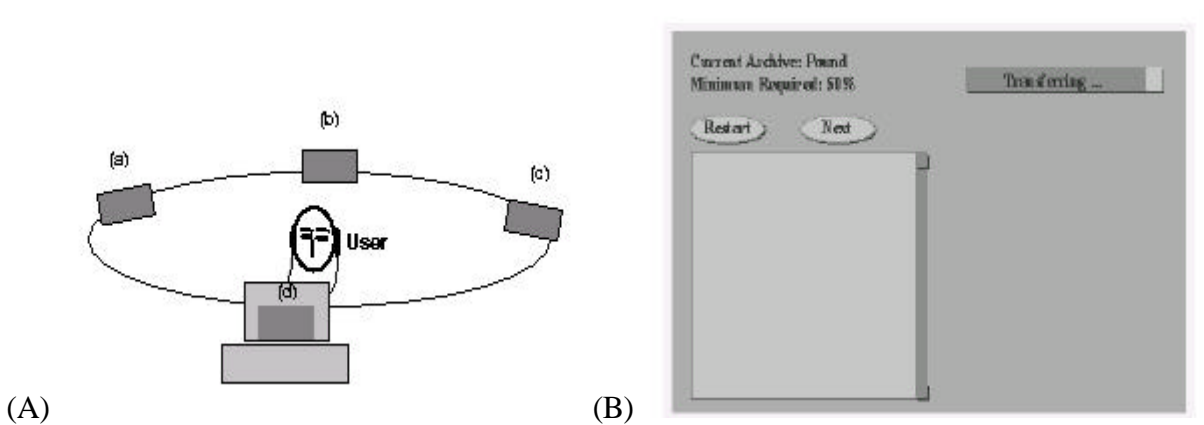 (b)
(a)
(c)
User
(d)
(A)
Current Archive: Pound
Minimum Required: 50%
Transferring ...
Restart
Next
(B)